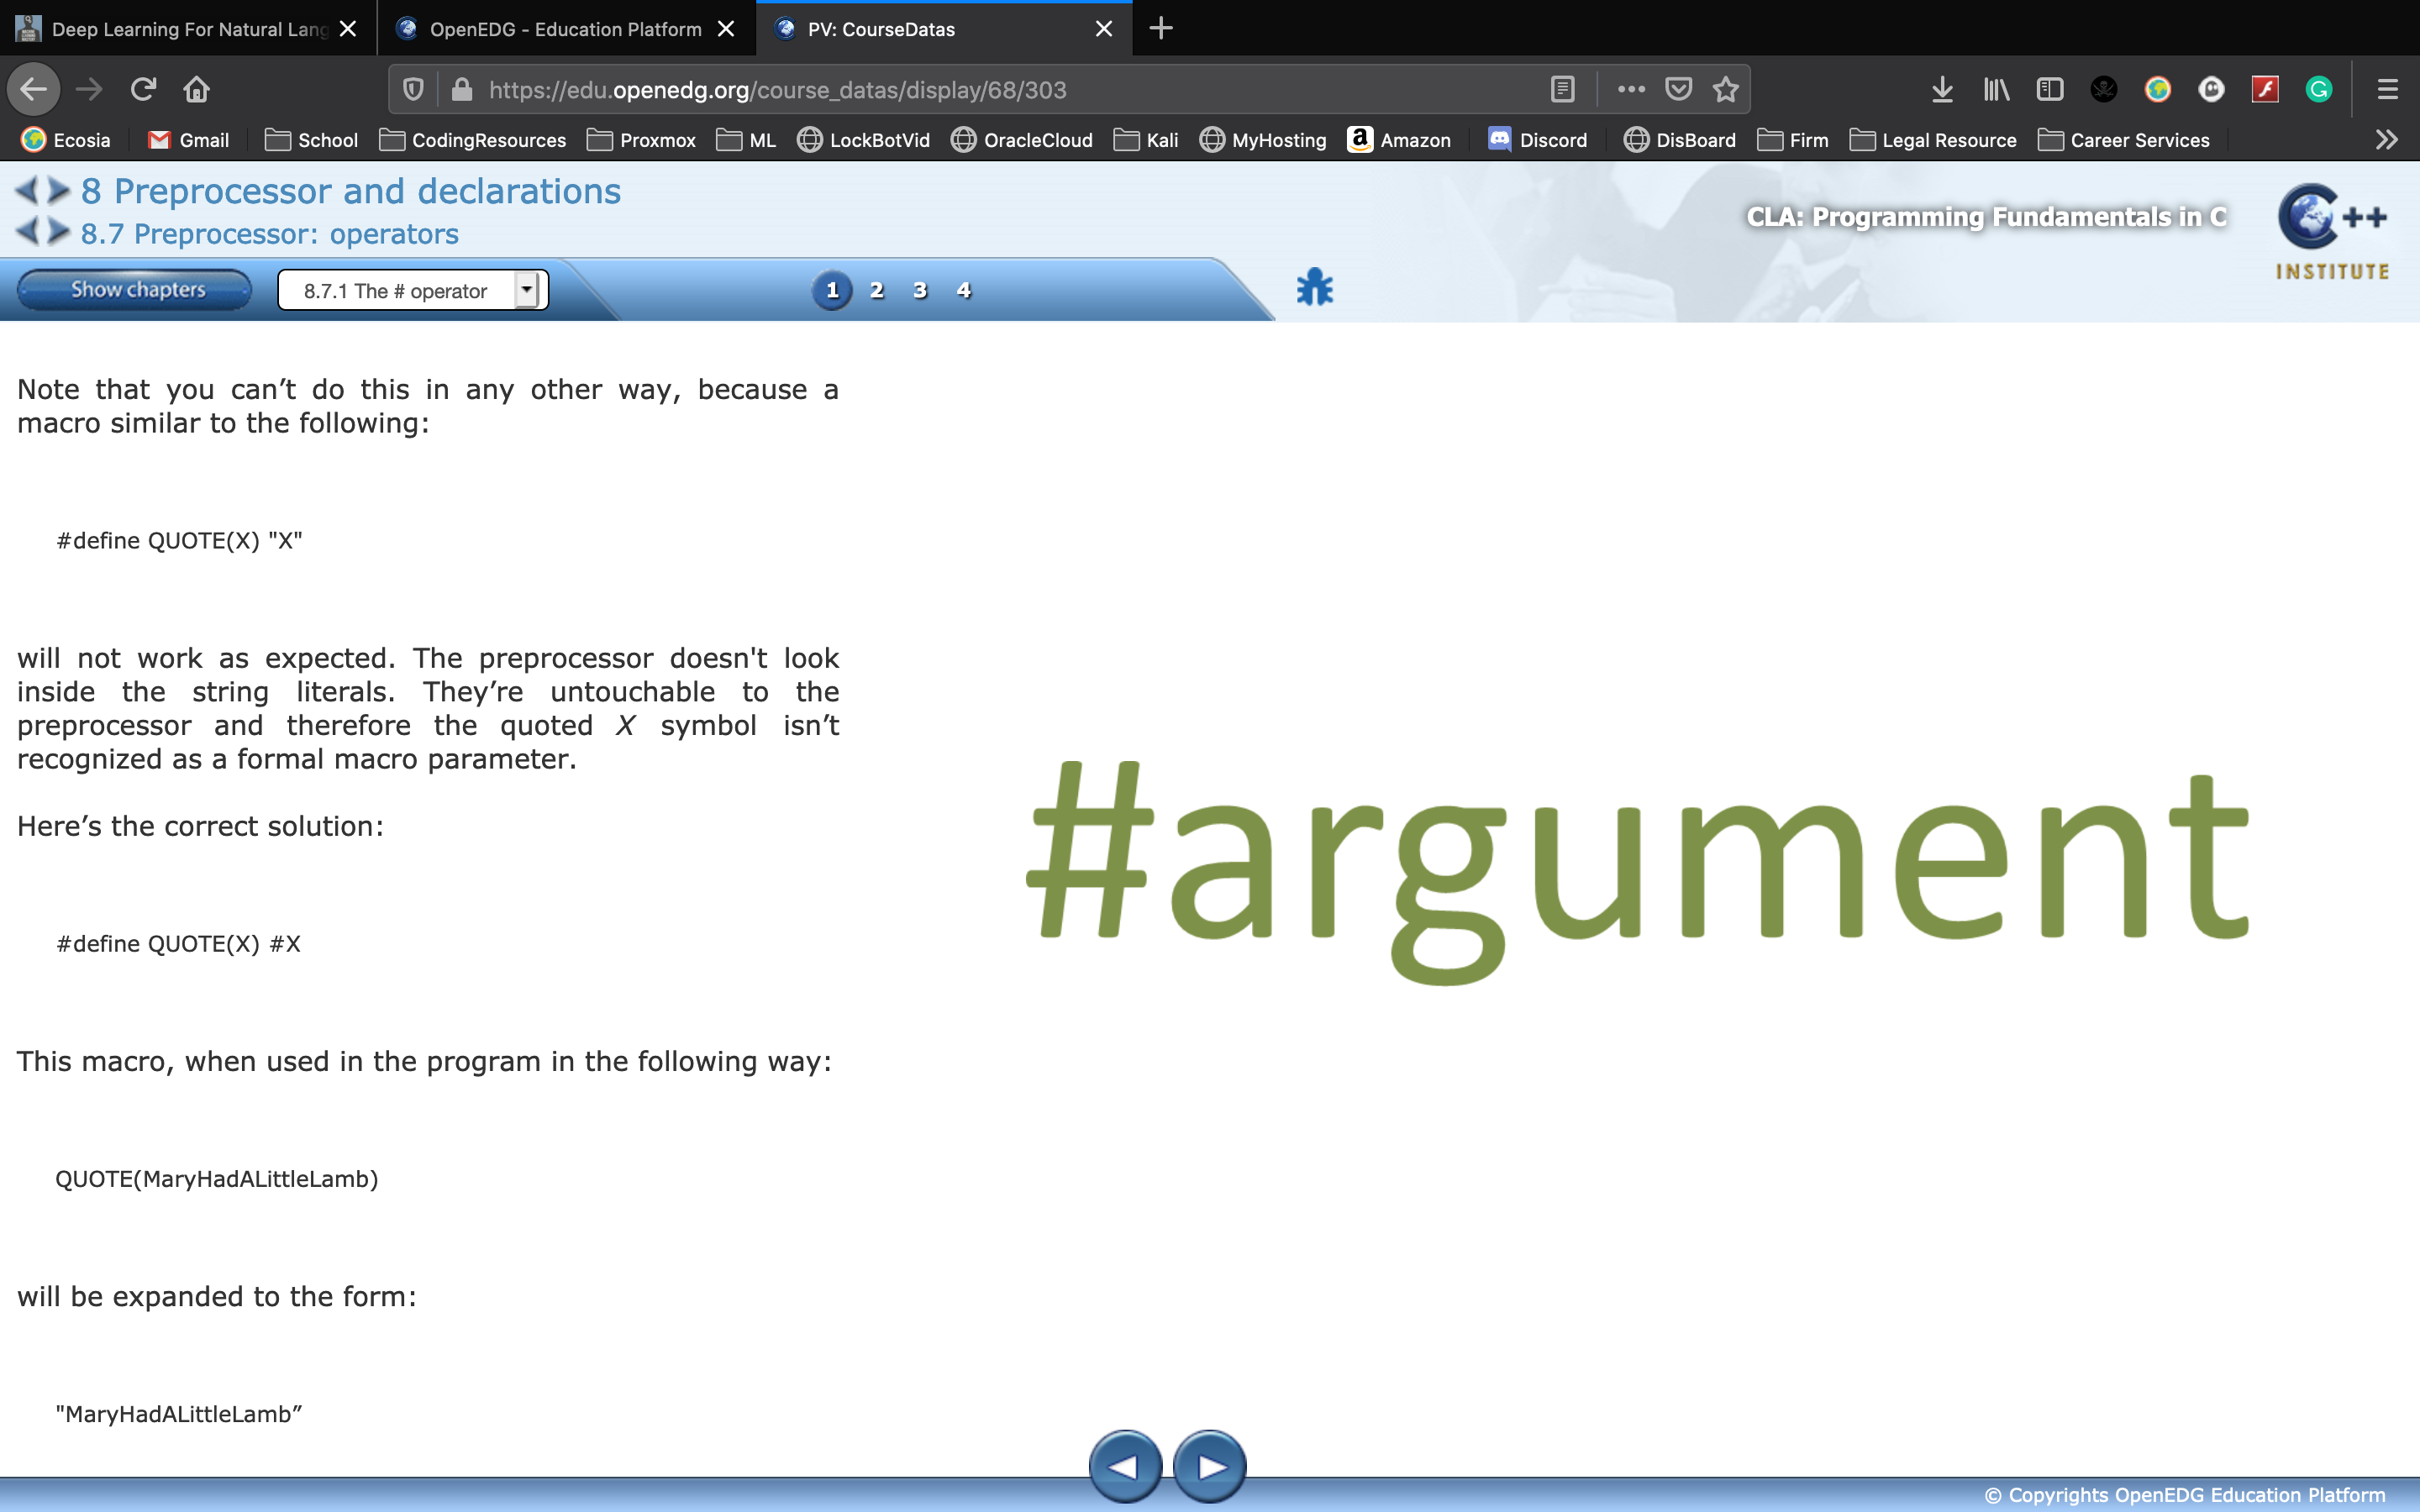 Deep Learning For Natural Lang
OpenEDG - Education Platform
PV: CourseDatas
https://edu.openedg.org/course_datas/display/68/303
Ecosia Gmail School CodingResources Proxmox ML LockBotVid OracleCloud Kali MyHosting Amazon Discord DisBoard Firm Legal Resource Career Services
8 Preprocessor and declarations
8.7 Preprocessor: operators
CLA: Programming Fundamentals in C
C++
INSTITUTE
Show chapters
8.7.1 The # operator
1 2 3 4
Note that you can’t do this in any other way, because a
macro similar to the following:
#define QUOTE(X) "X"
will not work as expected. The preprocessor doesn't look
inside the string literals. They’re untouchable to the
preprocessor and therefore the quoted X symbol isn’t
recognized as a formal macro parameter.
Here’s the correct solution:
#define QUOTE(X) #X
This macro, when used in the program in the following way:
QUOTE(MaryHadALittleLamb)
will be expanded to the form:
"MaryHadALittleLamb”
#argument
© Copyrights OpenEDG Education Platform